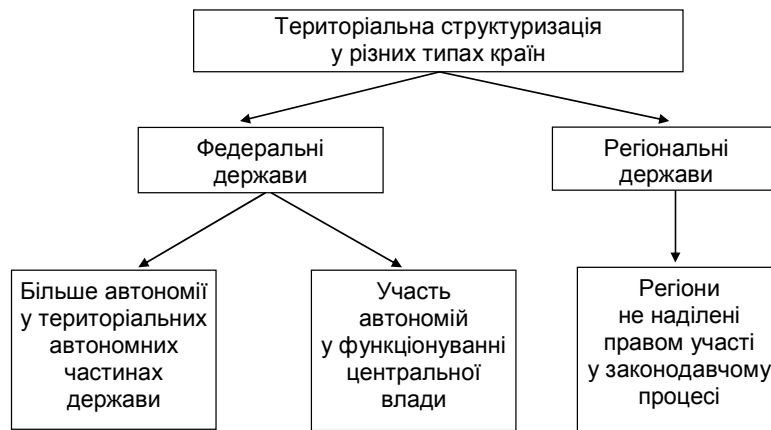 Територіальна структуризація
у різних типах країн
Федеральні
держави
Регіональні
держави
Більше автономії
у територіальних
автономних
частинах
держави
Участь
автономій
у функціонуванні
центральної
влади
Регіони
не наділені
правом участі
у законодавчому
процесі